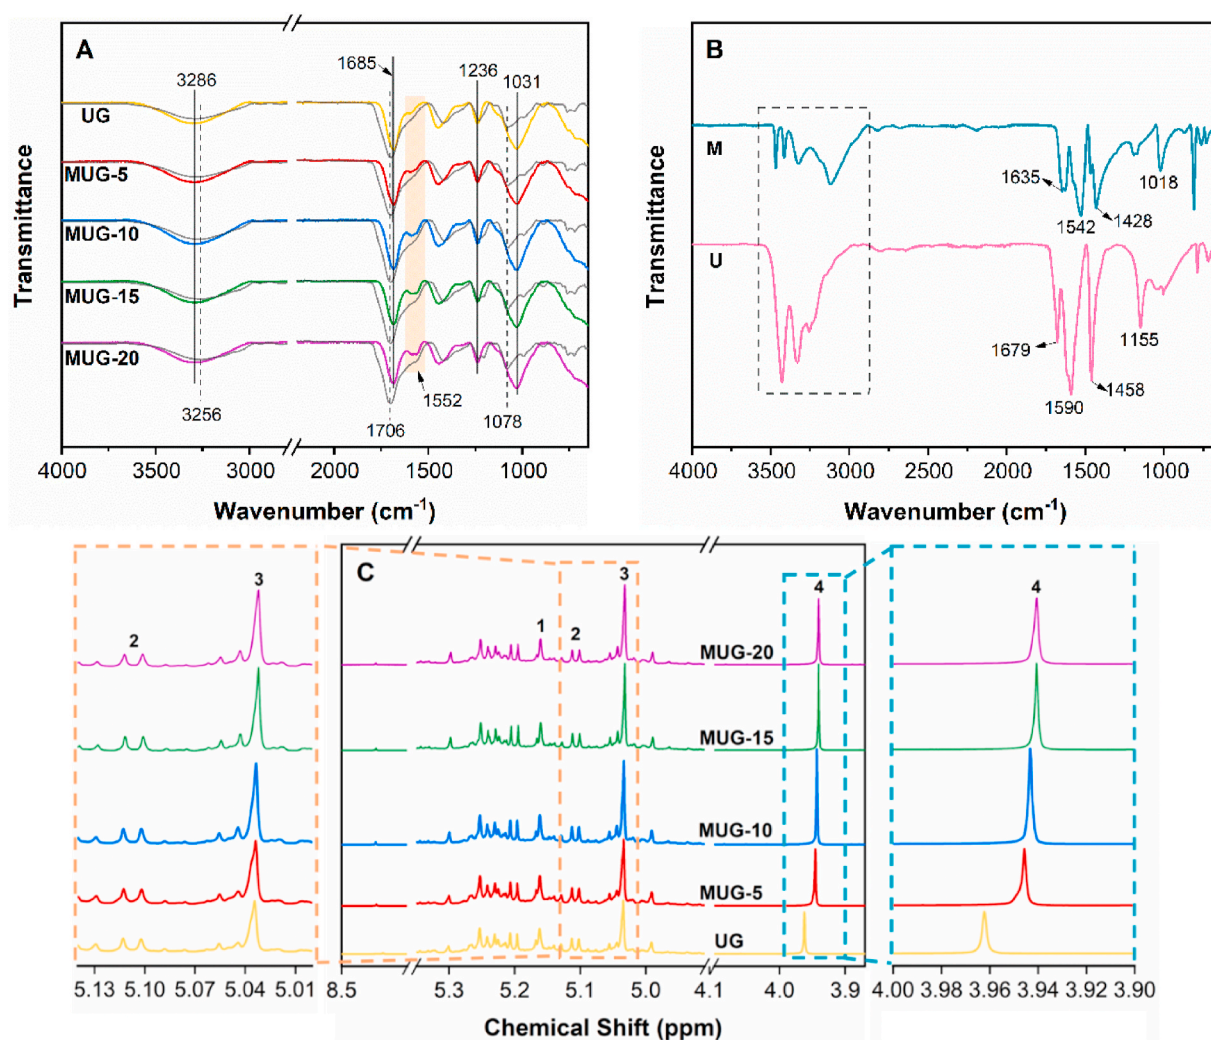 A
B
3286
1685
1236
1031
UG
MUG-5
MUG-10
MUG-15
MUG-20
3256
1706
1552
1078
Transmittance
4000 3500 3000 2000 1500 1000
Wavenumber (cm-1)
M
1635
1542
1428
1018
U
1679
1590
1458
1155
Transmittance
4000 3500 3000 2500 2000 1500 1000
Wavenumber (cm-1)
2
3
5.13 5.10 5.07 5.04 5.01
C
1
2
3
4
MUG-20
MUG-15
MUG-10
MUG-5
UG
8.5 5.3 5.2 5.1 5.0 4.1 4.0 3.9
4
4.00 3.98 3.96 3.94 3.92 3.90
Chemical Shift (ppm)